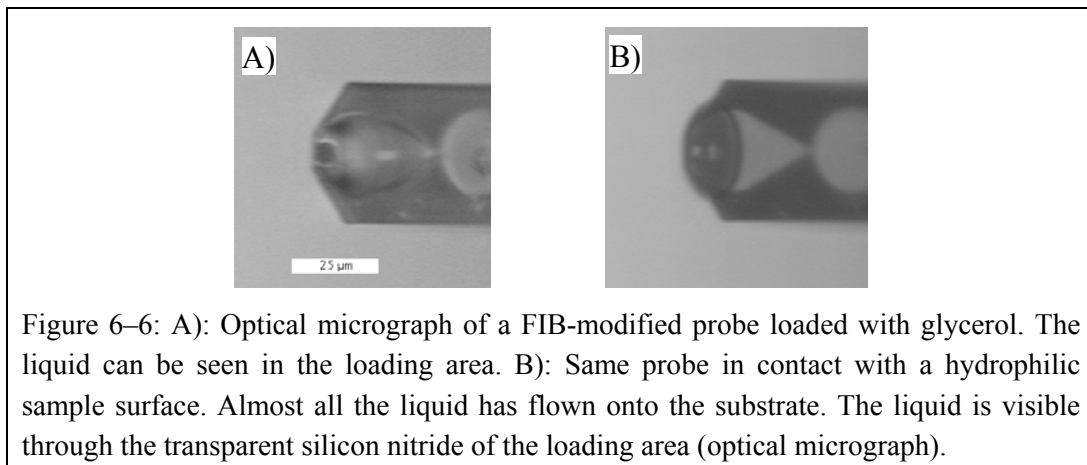 A)
B)
25 µm
Figure 6–6: A): Optical micrograph of a FIB-modified probe loaded with glycerol. The
liquid can be seen in the loading area. B): Same probe in contact with a hydrophilic
sample surface. Almost all the liquid has flown onto the substrate. The liquid is visible
through the transparent silicon nitride of the loading area (optical micrograph).